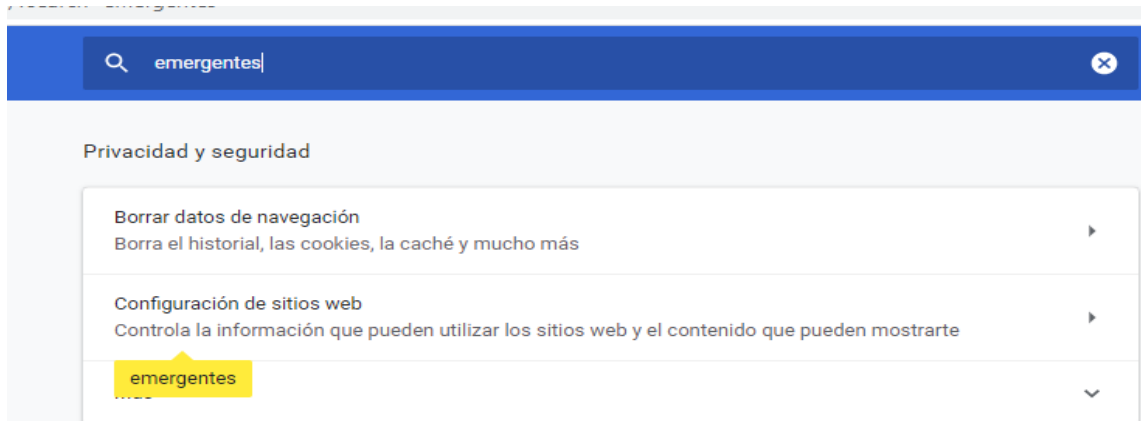 emergentes
Privacidad y seguridad
Borrar datos de navegación
Borra el historial, las cookies, la caché y mucho más
Configuración de sitios web
Controla la información que pueden utilizar los sitios web y el contenido que pueden mostrarte
emergentes